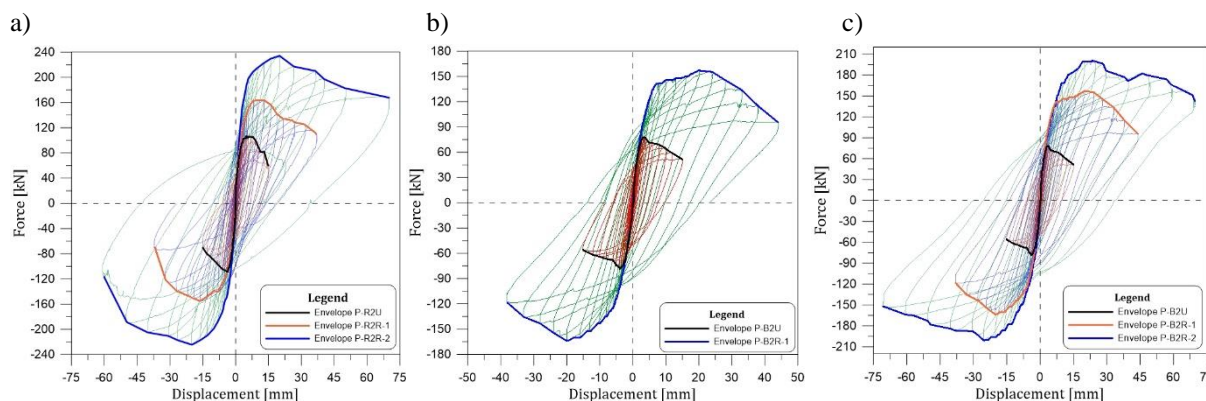 a)
240
200
160
120
80
40
0
-40
-80
-120
-160
-200
-240
Force [kN]
-75 -60 -45 -30 -15 0 15 30 45 60 75
Displacement [mm]
Legend
Envelope P-R2U
Envelope P-R2R-1
Envelope P-R2R-2
b)
180
150
120
90
60
30
0
-30
-60
-90
-120
-150
-180
Force [kN]
-50 -40 -30 -20 -10 0 10 20 30 40 50
Displacement [mm]
Legend
Envelope P-B2U
Envelope P-B2R-1
c)
210
180
150
120
90
60
30
0
-30
-60
-90
-120
-150
-180
-210
Force [kN]
-75 -60 -45 -30 -15 0 15 30 45 60 75
Displacement [mm]
Legend
Envelope P-B2U
Envelope P-B2R-1
Envelope P-B2R-2